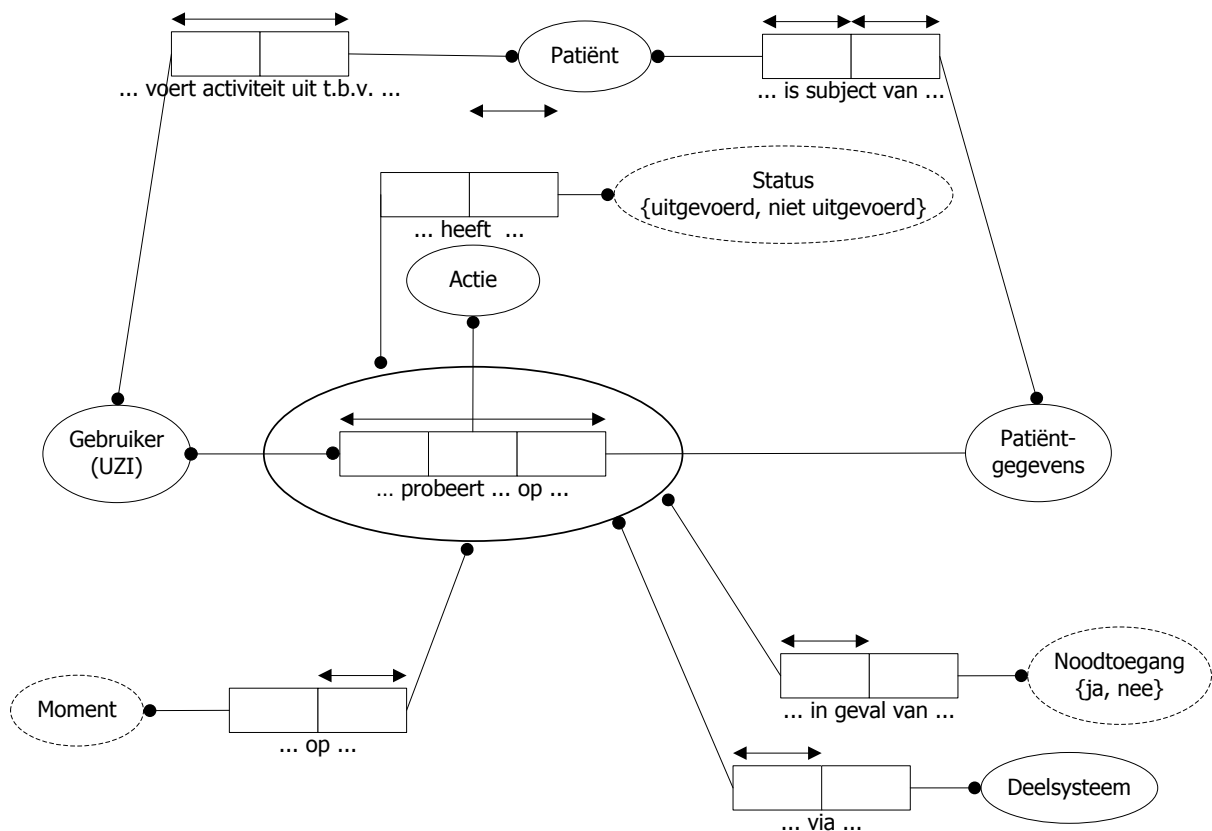 ... voert activiteit uit t.b.v. ...
Patiënt
... is subject van ...
Status
{uitgevoerd, niet uitgevoerd}
... heeft ...
Actie
Gebruiker
(UZI)
... probeert ... op ...
Patiënt-
gegevens
Moment
... op ...
Noodtoegang
{ja, nee}
... in geval van ...
Deelsysteem
... via ...